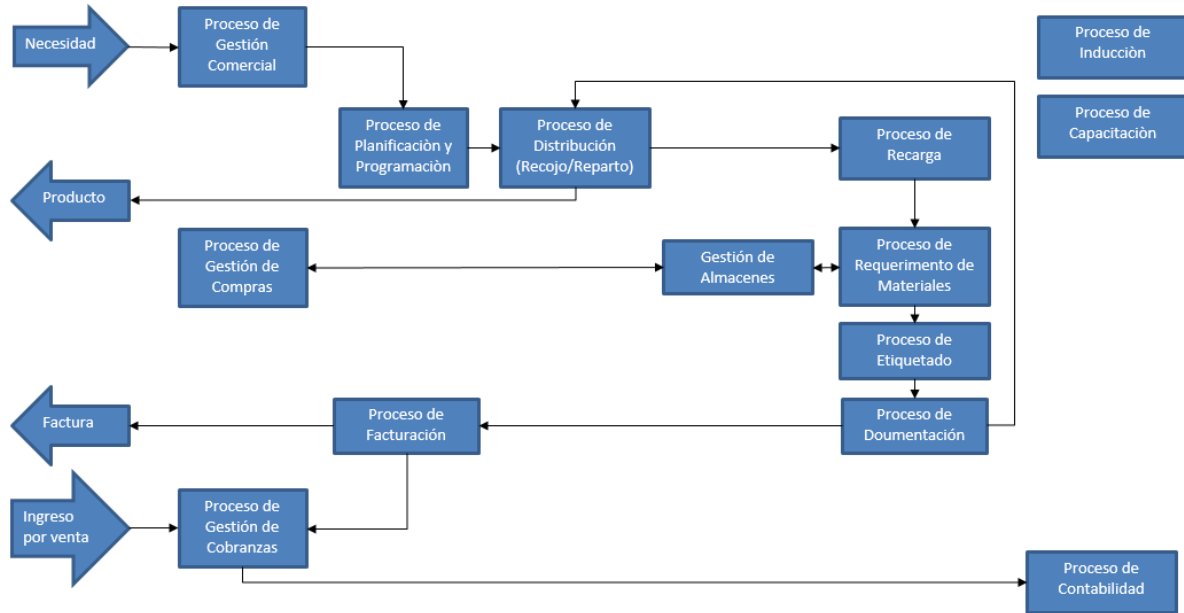 Necesidad
Proceso de
Gestión
Comercial
Proceso de
Inducciòn
Proceso de
Capacitaciòn
Proceso de
Planificaciòn y
Programaciòn
Proceso de
Distribución
(Recojo/Reparto)
Proceso de
Recarga
Producto
Proceso de
Gestión de
Compras
Gestión de
Almacenes
Proceso de
Requerimento de
Materiales
Proceso de
Etiquetado
Factura
Proceso de
Facturación
Proceso de
Doumentación
Ingreso
por venta
Proceso de
Gestión de
Cobranzas
Proceso de
Contabilidad